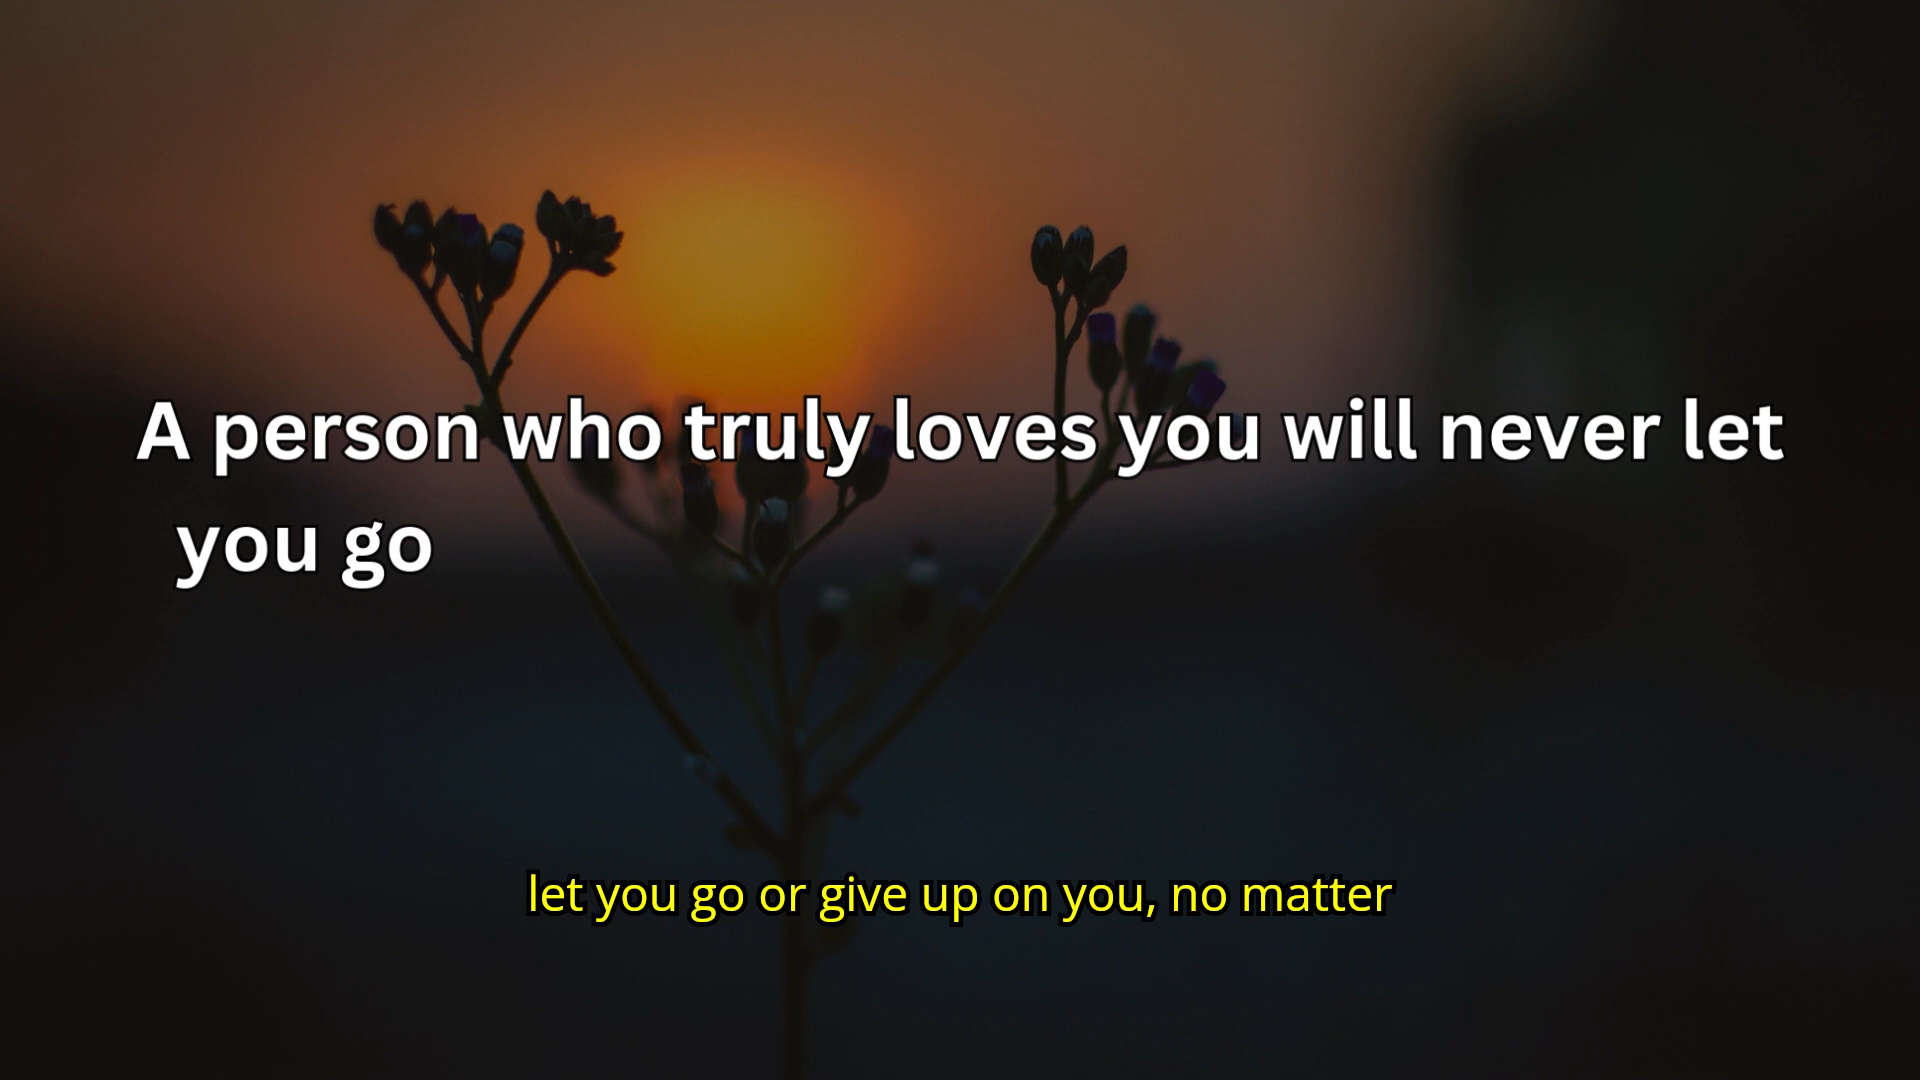 A person who truly loves you will never let
you go
let you go or give up on you, no matter